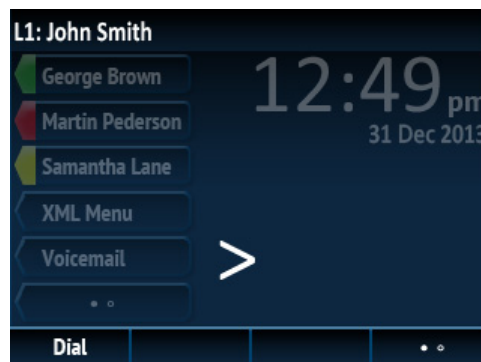 L1: John Smith
George Brown
Martin Pederson
Samantha Lane
XML Menu
Voicemail
12:49 pm
31 Dec 2013
>
Dial